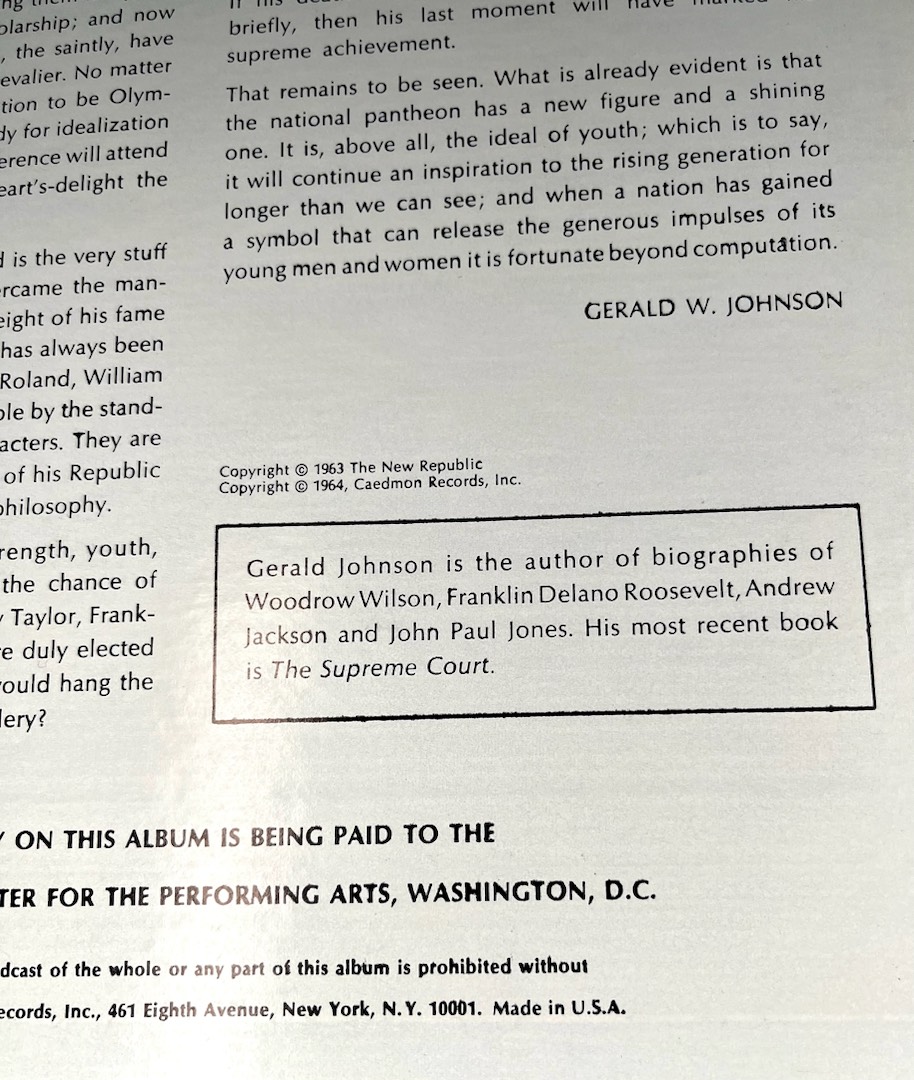 olarship; and now
, the saintly, have
evalier. No matter
tion to be Olym-
dy for idealization
erence will attend
eart's-delight the
d is the very stuff
ercame the man-
eight of his fame
has always been
Roland, William
ble by the stand-
acters. They are
of his Republic
philosophy.
rength, youth,
the chance of
y Taylor, Frank-
re duly elected
would hang the
lery?
briefly, then his last moment will have marked
supreme achievement.
That remains to be seen. What is already evident is that
the national pantheon has a new figure and a shining
one. It is, above all, the ideal of youth; which is to say,
it will continue an inspiration to the rising generation for
longer than we can see; and when a nation has gained
a symbol that can release the generous impulses of its
young men and women it is fortunate beyond computation.
GERALD W. JOHNSON
Copyright © 1963 The New Republic
Copyright © 1964, Caedmon Records, Inc.
Gerald Johnson is the author of biographies of
Woodrow Wilson, Franklin Delano Roosevelt, Andrew
Jackson and John Paul Jones. His most recent book
is The Supreme Court.
Y ON THIS ALBUM IS BEING PAID TO THE
TER FOR THE PERFORMING ARTS, WASHINGTON, D.C.
dcast of the whole or any part of this album is prohibited without
ecords, Inc., 461 Eighth Avenue, New York, N.Y. 10001. Made in U.S.A.